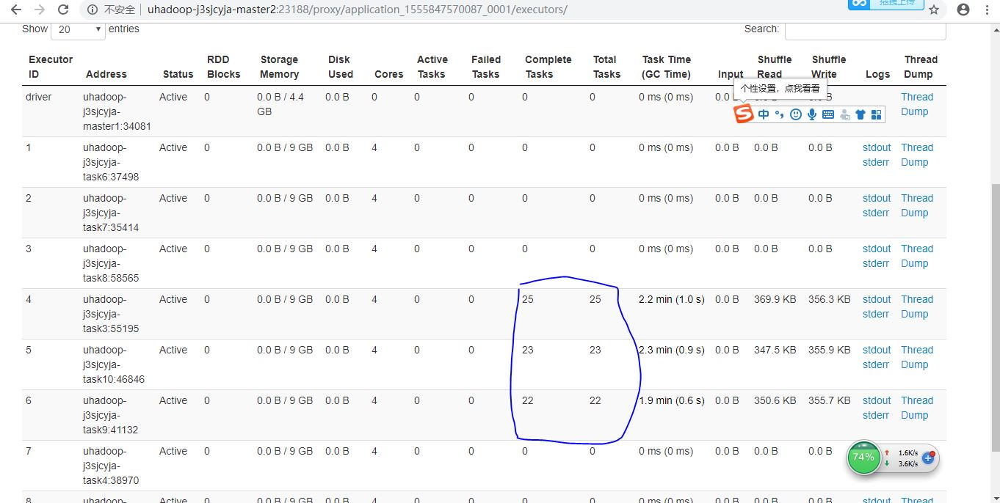 不安全
uhadoop-j3sjcyja-master2:23188/proxy/application_1555847570087_0001/executors/
拖拽上传
Show 20 entries
Search:
Executor ID Address Status RDD Blocks Storage Memory Disk Used Cores Active Tasks Failed Tasks Complete Tasks Total Tasks Task Time (GC Time) Input Shuffle Read Shuffle Write Logs Thread Dump
个性设置，点我看看
中
driver uhadoop-j3sjcyja-master1:34081 Active 0 0.0 B / 4.4 GB 0.0 B 0 0 0 0 0 0 ms (0 ms) 0.0 B Thread Dump
1 uhadoop-j3sjcyja-task6:37498 Active 0 0.0 B / 9 GB 0.0 B 4 0 0 0 0 0 ms (0 ms) 0.0 B 0.0 B 0.0 B stdout stderr Thread Dump
2 uhadoop-j3sjcyja-task7:35414 Active 0 0.0 B / 9 GB 0.0 B 4 0 0 0 0 0 ms (0 ms) 0.0 B 0.0 B 0.0 B stdout stderr Thread Dump
3 uhadoop-j3sjcyja-task8:58565 Active 0 0.0 B / 9 GB 0.0 B 4 0 0 0 0 0 ms (0 ms) 0.0 B 0.0 B 0.0 B stdout stderr Thread Dump
4 uhadoop-j3sjcyja-task3:55195 Active 0 0.0 B / 9 GB 0.0 B 4 0 0 25 25 2.2 min (1.0 s) 0.0 B 369.9 KB 356.3 KB stdout stderr Thread Dump
5 uhadoop-j3sjcyja-task10:46846 Active 0 0.0 B / 9 GB 0.0 B 4 0 0 23 23 2.3 min (0.9 s) 0.0 B 347.5 KB 355.9 KB stdout stderr Thread Dump
6 uhadoop-j3sjcyja-task9:41132 Active 0 0.0 B / 9 GB 0.0 B 4 0 0 22 22 1.9 min (0.6 s) 0.0 B 350.6 KB 355.7 KB stdout stderr Thread Dump
7 uhadoop-j3sjcyja-task4:38970 Active 0 0.0 B / 9 GB 0.0 B 4 0 0 0 0 0 ms (0 ms) 0.0 B 0.0 B 0.0 B stdout stderr Thread Dump
74% 1.6K/s
3.6K/s
8 uhadoop- Active 0 0.0 B / 9 GB 0.0 B 4 0 0 0 0 0 ms (0 ms) 0.0 B 0.0 B 0.0 B stdout Thread